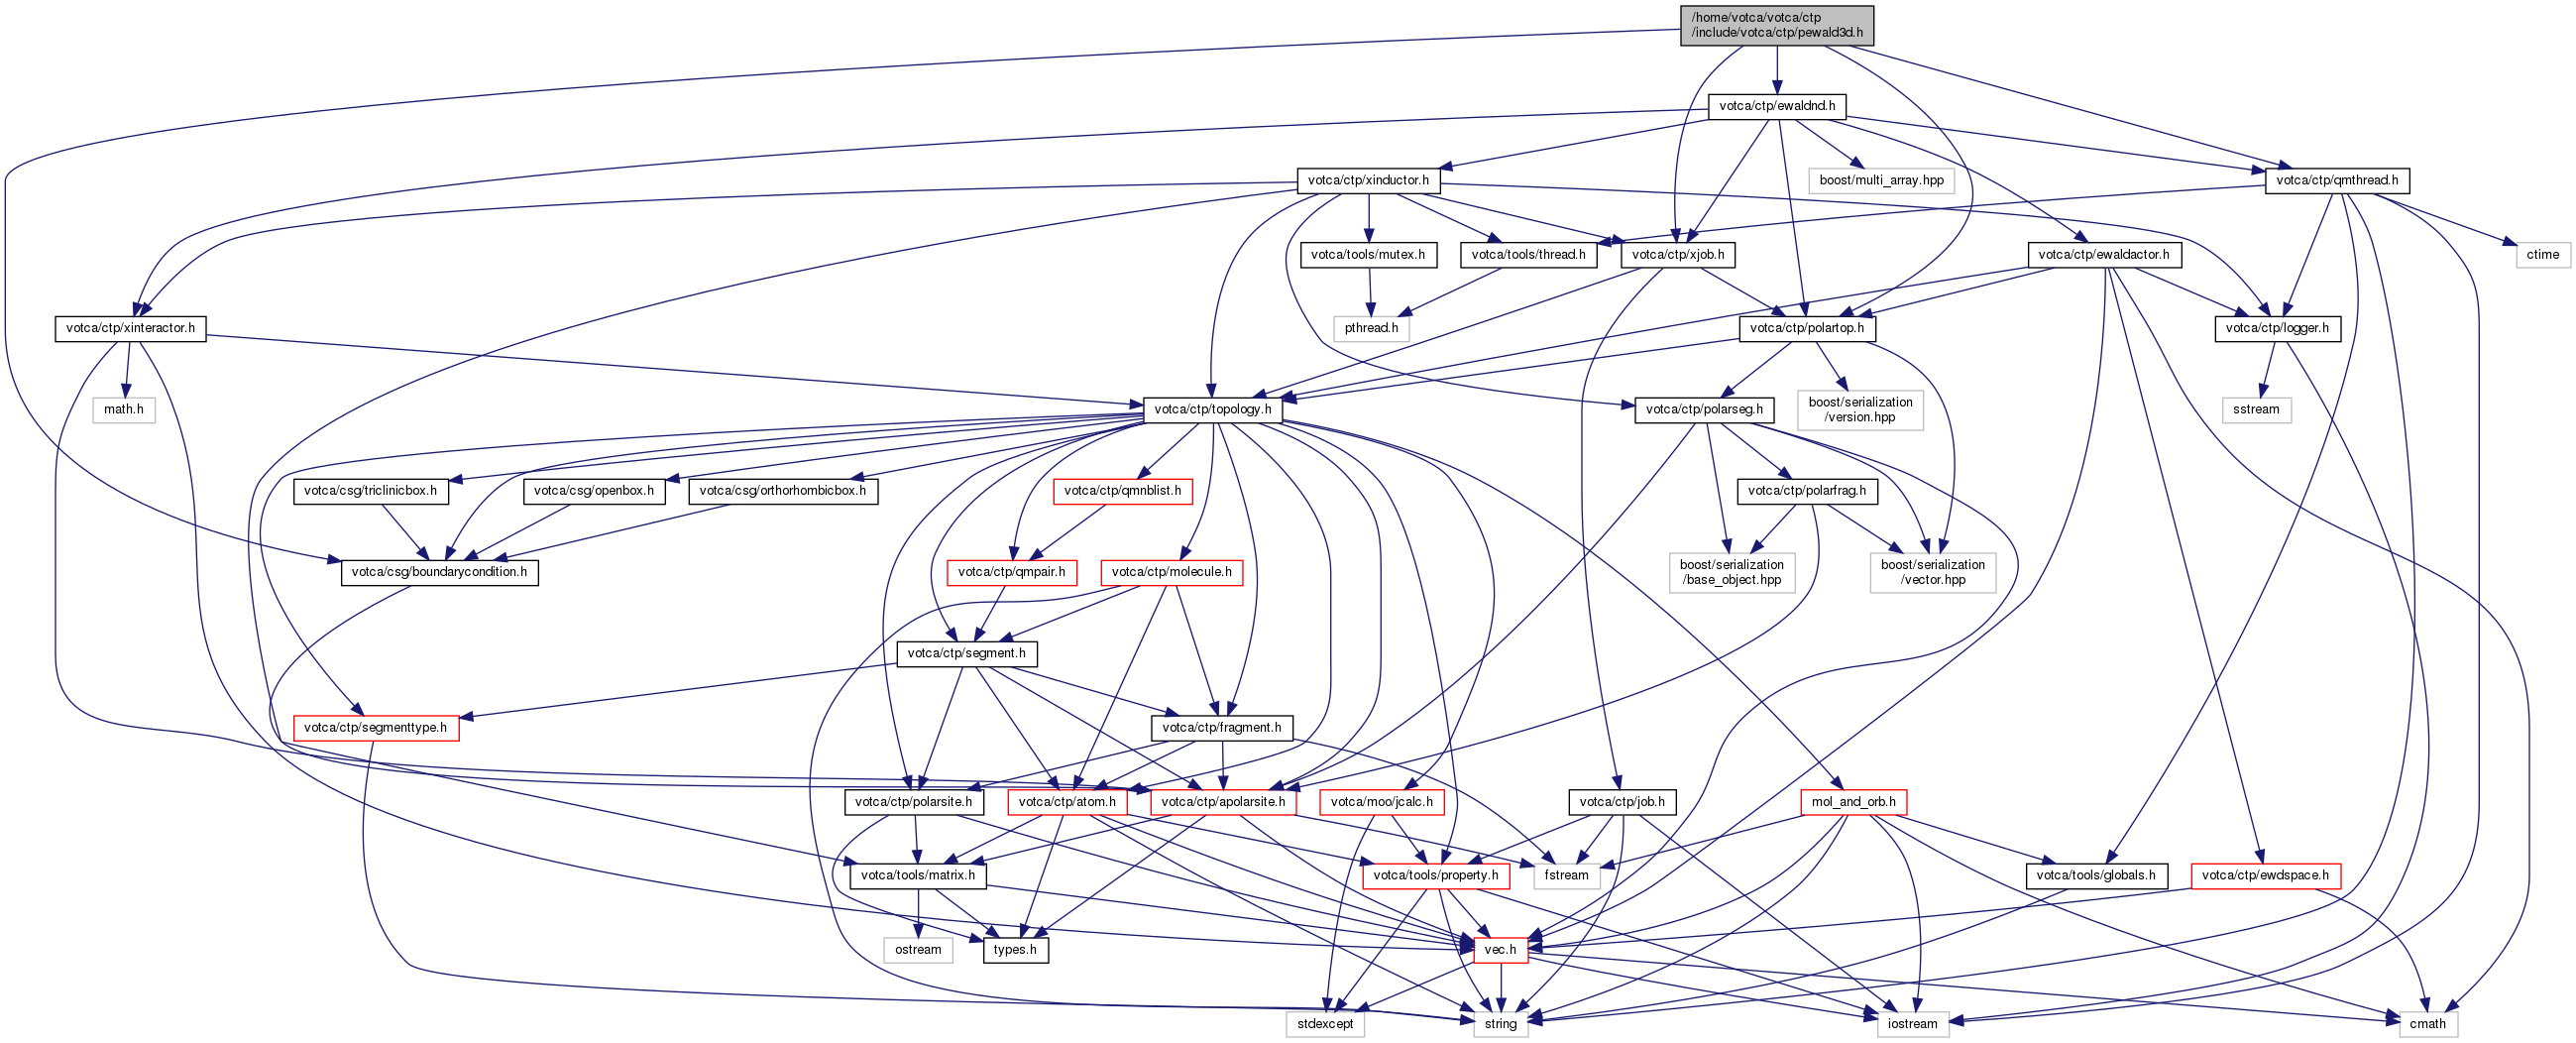 /home/votca/votca/ctp
/include/votca/ctp/pewald3d.h
votca/ctp/ewaldnd.h
votca/ctp/xinductor.h
boost/multi_array.hpp
votca/ctp/qmthread.h
votca/tools/mutex.h
votca/tools/thread.h
votca/ctp/xjob.h
votca/ctp/ewaldactor.h
ctime
votca/ctp/xinteractor.h
pthread.h
votca/ctp/polartop.h
votca/ctp/logger.h
math.h
votca/ctp/topology.h
votca/ctp/polarseg.h
boost/serialization
/version.hpp
sstream
votca/csg/triclinicbox.h
votca/csg/openbox.h
votca/csg/orthorhombicbox.h
votca/ctp/qmnblist.h
votca/ctp/polarfrag.h
votca/csg/boundarycondition.h
votca/ctp/qmpair.h
votca/ctp/molecule.h
boost/serialization
/base_object.hpp
boost/serialization
/vector.hpp
votca/ctp/segment.h
votca/ctp/segmenttype.h
votca/ctp/fragment.h
votca/ctp/polarsite.h
votca/ctp/atom.h
votca/ctp/apolarsite.h
votca/moo/jcalc.h
votca/ctp/job.h
mol_and_orb.h
votca/tools/matrix.h
votca/tools/property.h
fstream
votca/tools/globals.h
votca/ctp/ewdspace.h
ostream
types.h
vec.h
stdexcept
string
iostream
cmath